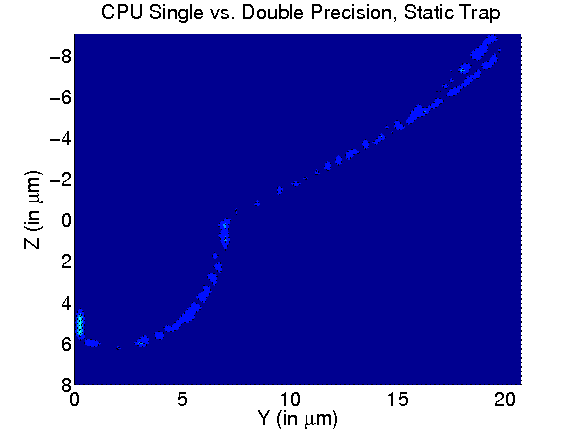 CPU Single vs. Double Precision, Static Trap
−8
−6
−4
−2
0
2
4
6
8
Z (in μm)
0 5 10 15 20
Y (in μm)